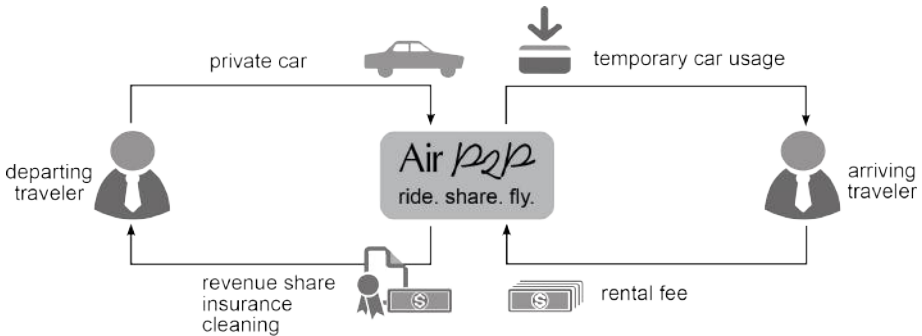 private car
temporary car usage
departing
traveler
Air P2P
ride. share. fly.
arriving
traveler
revenue share
insurance
cleaning
rental fee